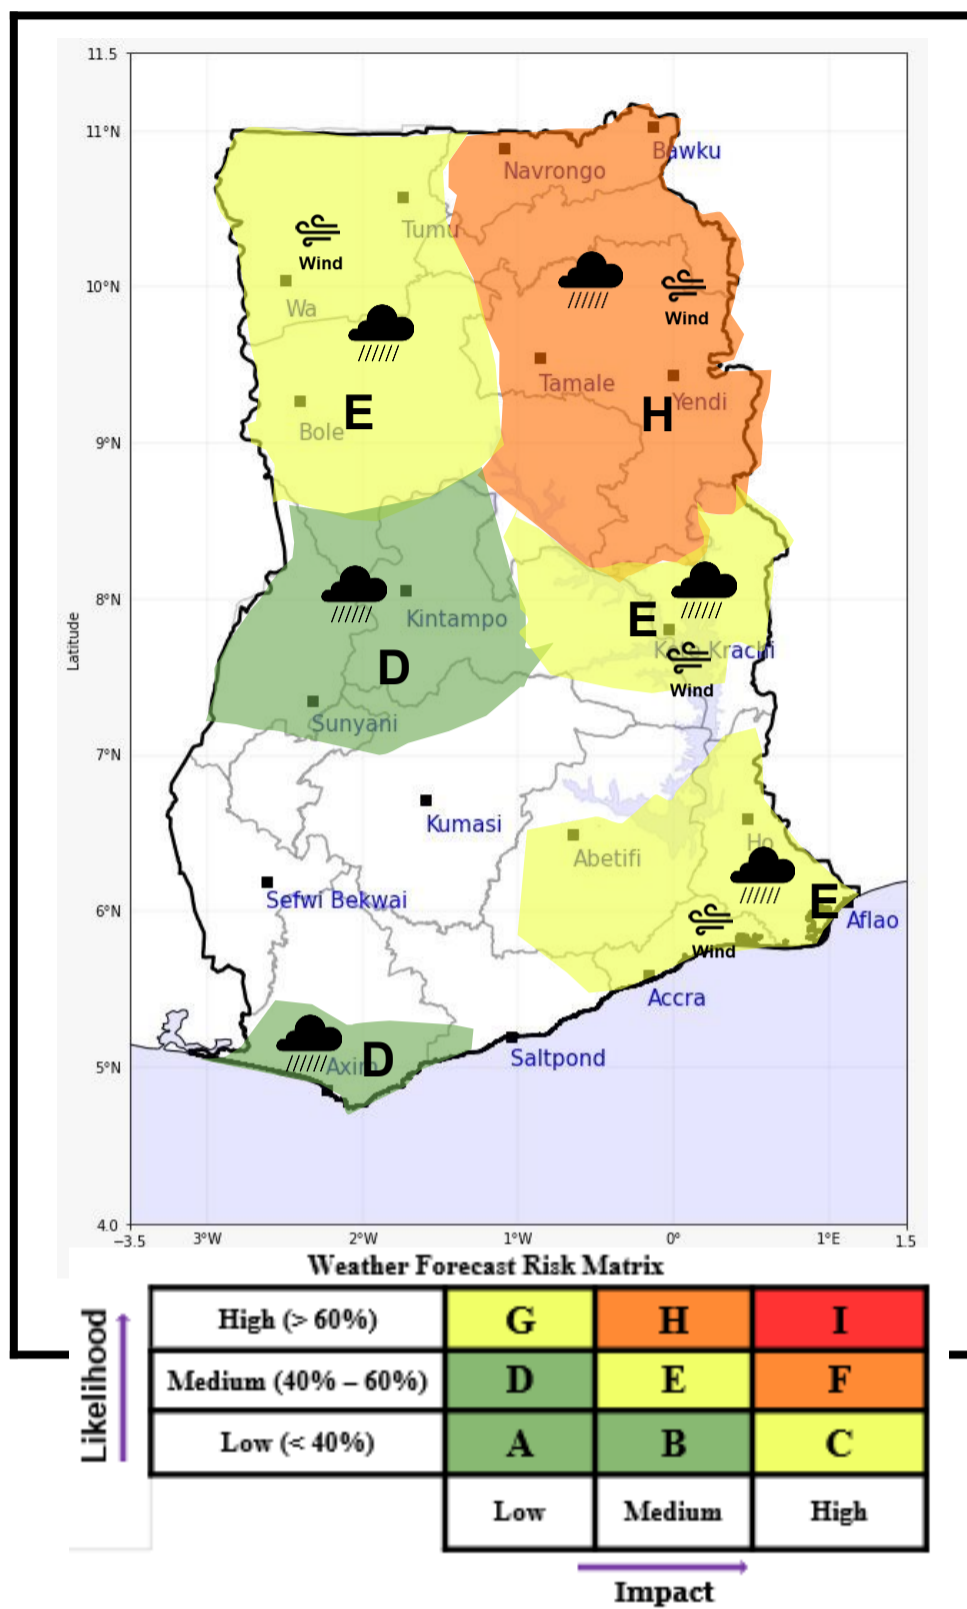 11.5
11°N
Bawku
Navrongo
Tumu
Wind
10°N
Wa
Wind
Tamale
Yendi
E
H
Bole
9°N
8°N
Kintampo
E
Latitude
Krachi
D
Wind
Sunyani
7°N
Kumasi
Ho
Abetifi
Sefwi Bekwai
E
6°N
Aflao
Wind
Accra
D
Saltpond
Axim
5°N
4.0
−3.5 3°W 2°W 1°W 0° 1°E 1.5
Weather Forecast Risk Matrix
Likelihood
High (> 60%) G H I
Medium (40% – 60%) D E F
Low (< 40%) A B C
Low Medium High
Impact